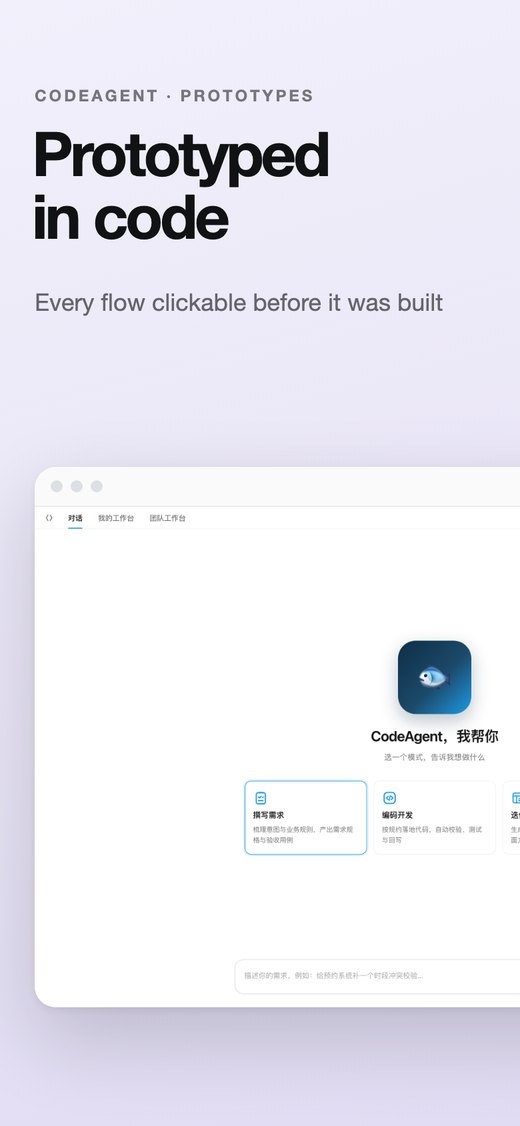 CODEAGENT · PROTOTYPES
Prototyped
in code
Every flow clickable before it was built
对话 我的工作台 团队工作台
CodeAgent，我帮你
选一个模式，告诉我想做什么
撰写需求
梳理意图与业务规则，产出需求规
格与验收用例
编码开发
按规约落地代码，自动校验、测试
与回写
描述你的需求，例如：给预约系统补一个时段冲突校验…